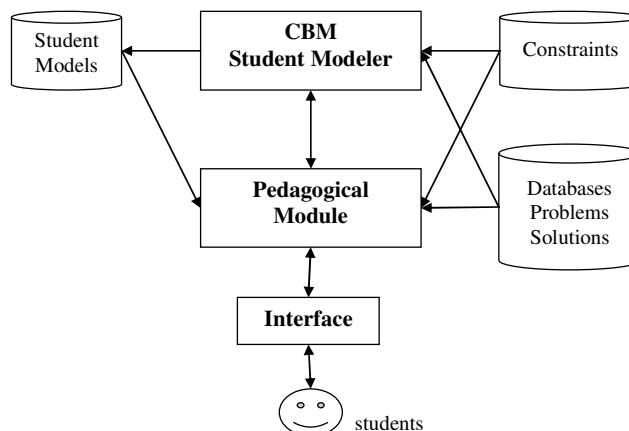 Student
Models
CBM
Student Modeler
Constraints
Pedagogical
Module
Databases
Problems
Solutions
Interface
students